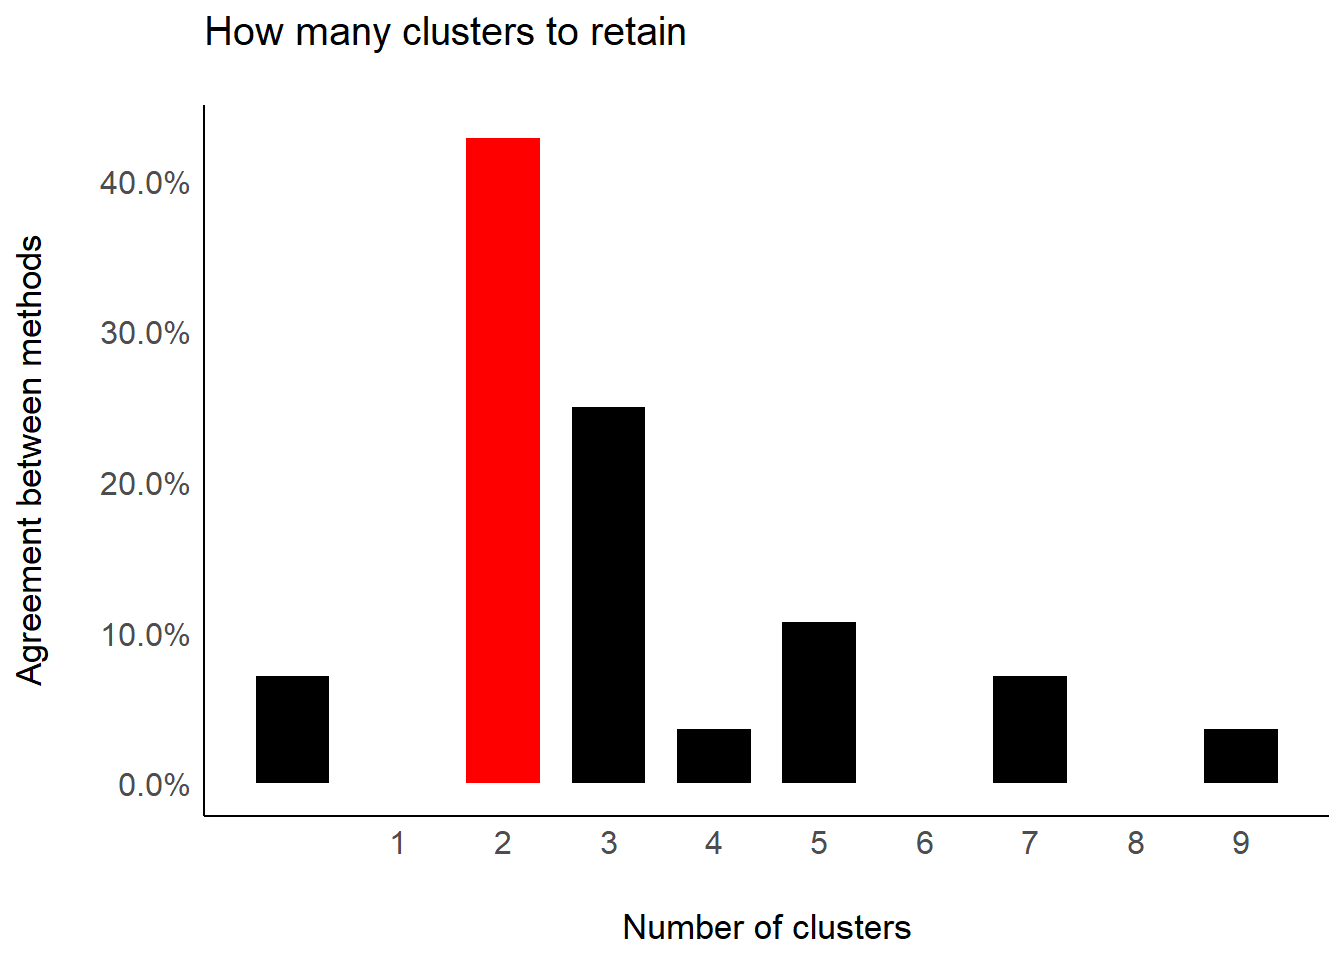 How many clusters to retain
Agreement between methods
40.0%
30.0%
20.0%
10.0%
0.0%
1 2 3 4 5 6 7 8 9
Number of clusters